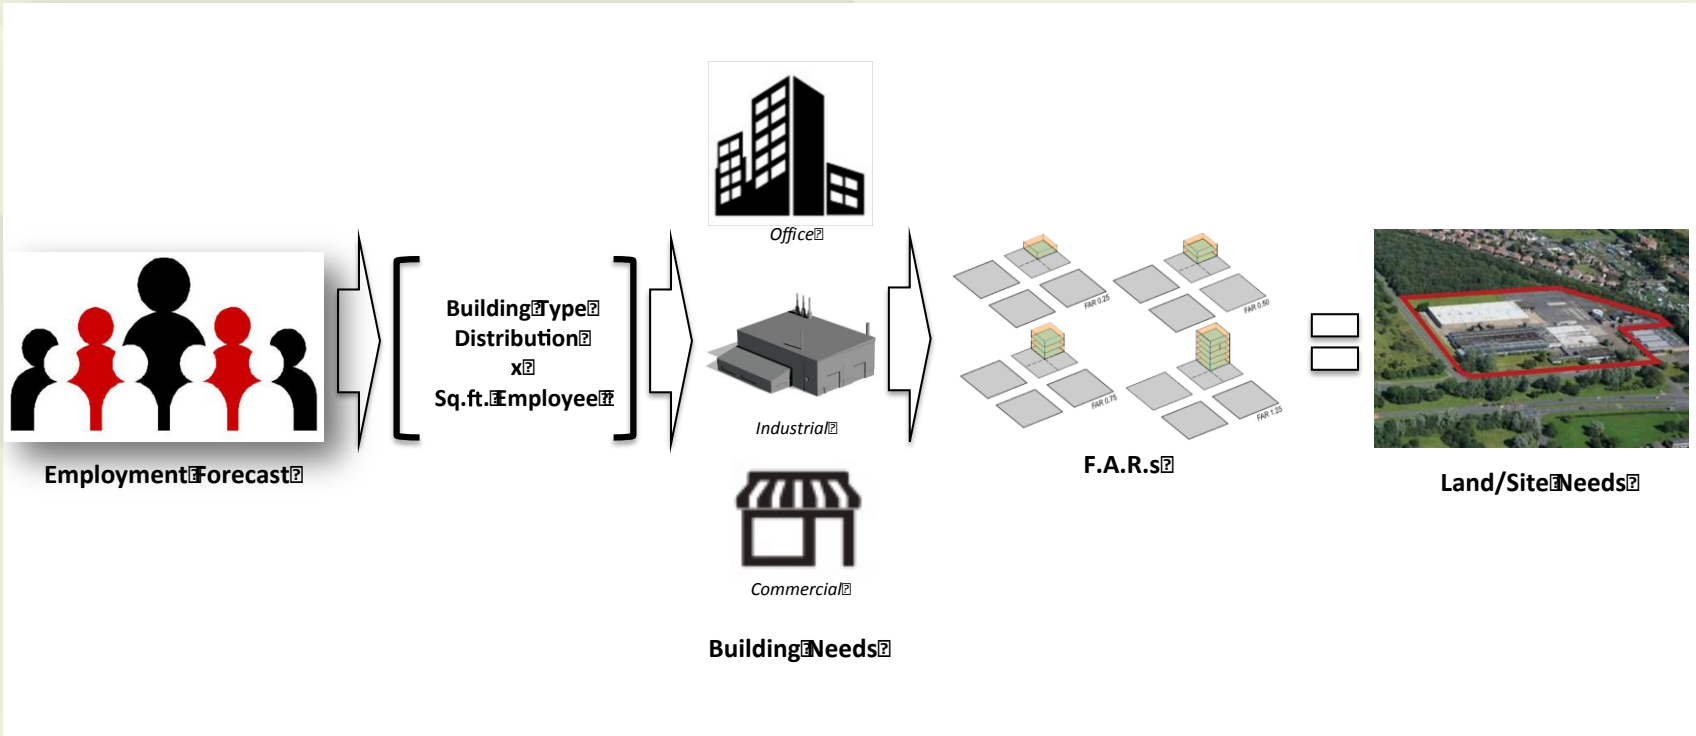 Office
Industrial
Commercial
Building Needs
Employment Forecast
Building Type
Distribution
x
Sq.ft. Employee
FAR 0.25
FAR 0.50
FAR 0.75
FAR 1.25
F.A.R.s
Land/Site Needs